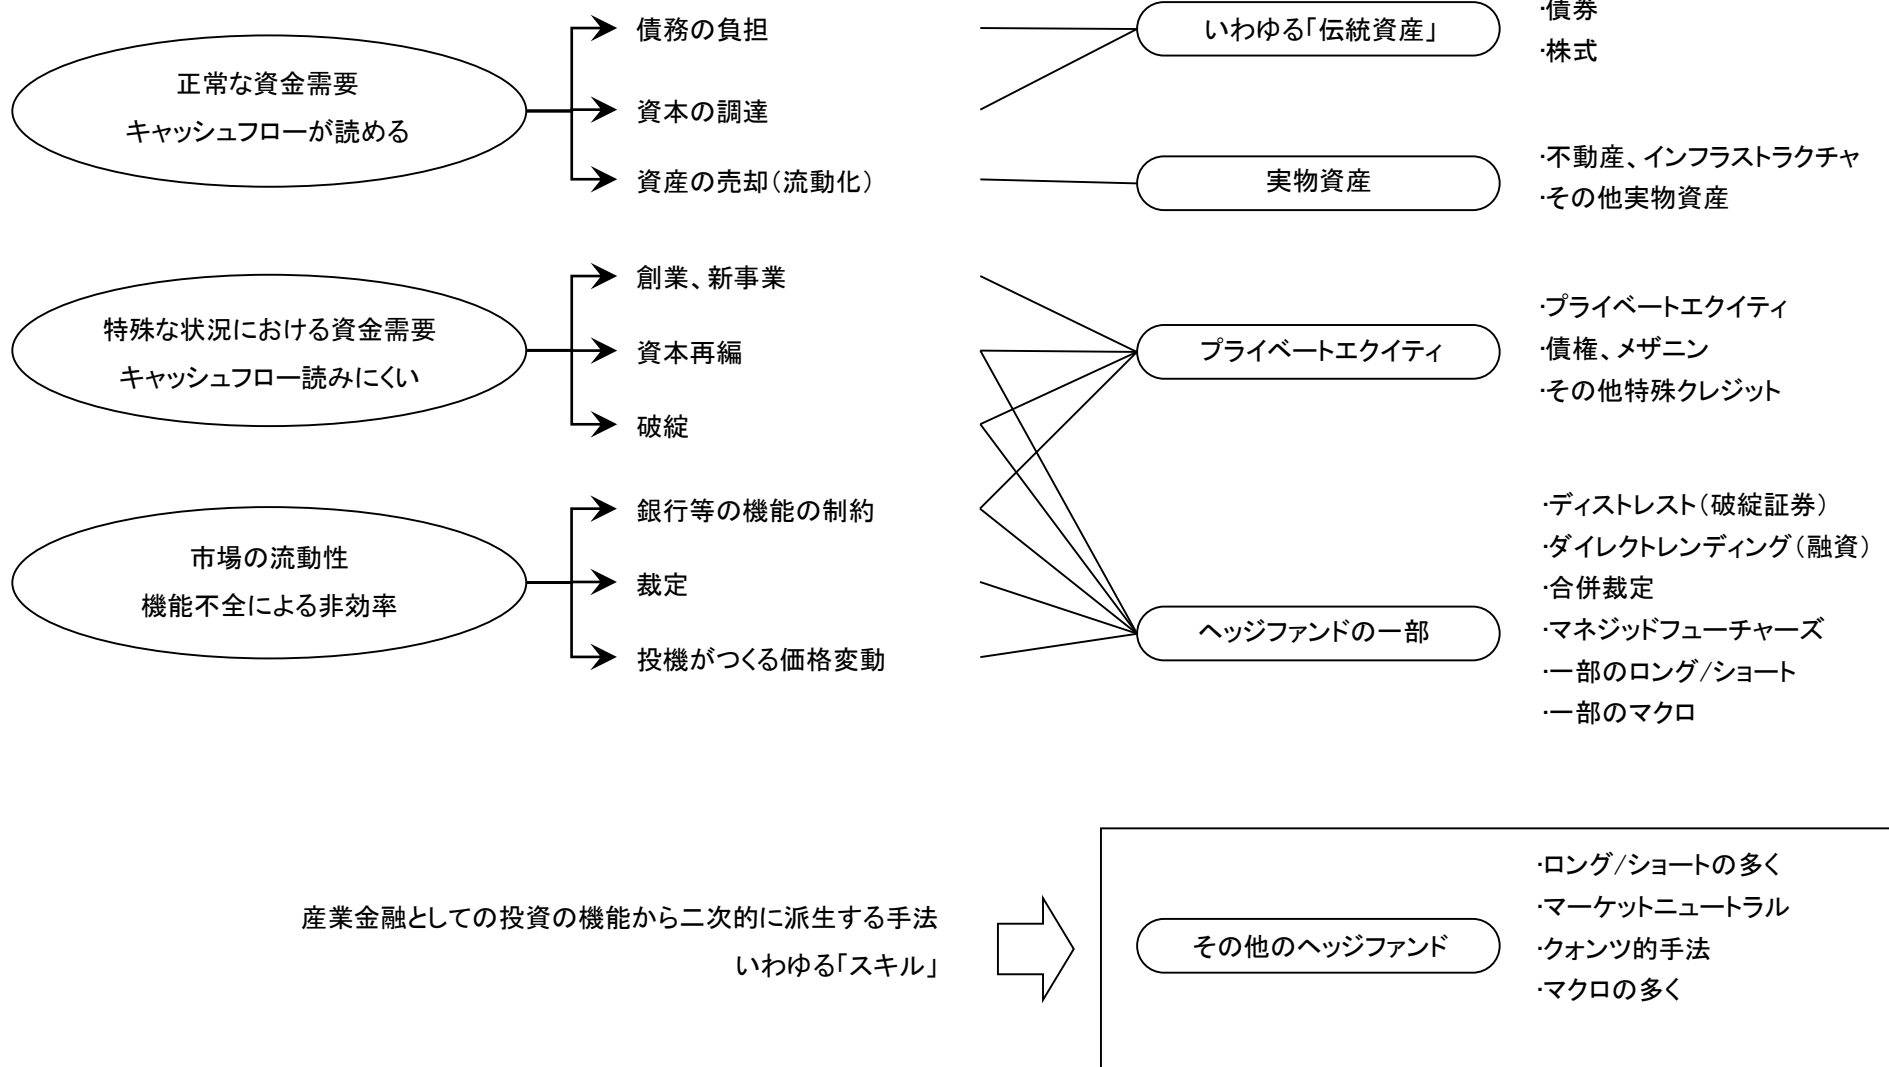 正常な資金需要
キャッシュフローが読める
債務の負担
資本の調達
資産の売却（流動化）
いわゆる「伝統資産」
･債券
･株式
実物資産
･不動産、インフラストラクチャ
･その他実物資産
特殊な状況における資金需要
キャッシュフロー読みにくい
創業、新事業
資本再編
破綻
プライベートエクイティ
･プライベートエクイティ
･債権、メザニン
･その他特殊クレジット
市場の流動性
機能不全による非効率
銀行等の機能の制約
裁定
投機がつくる価格変動
ヘッジファンドの一部
･ディストレスト（破綻証券）
･ダイレクトレンディング（融資）
･合併裁定
･マネジッドフューチャーズ
･一部のロング/ショート
･一部のマクロ
産業金融としての投資の機能から二次的に派生する手法
いわゆる「スキル」
その他のヘッジファンド
･ロング/ショートの多く
･マーケットニュートラル
･クォンツ的手法
･マクロの多く